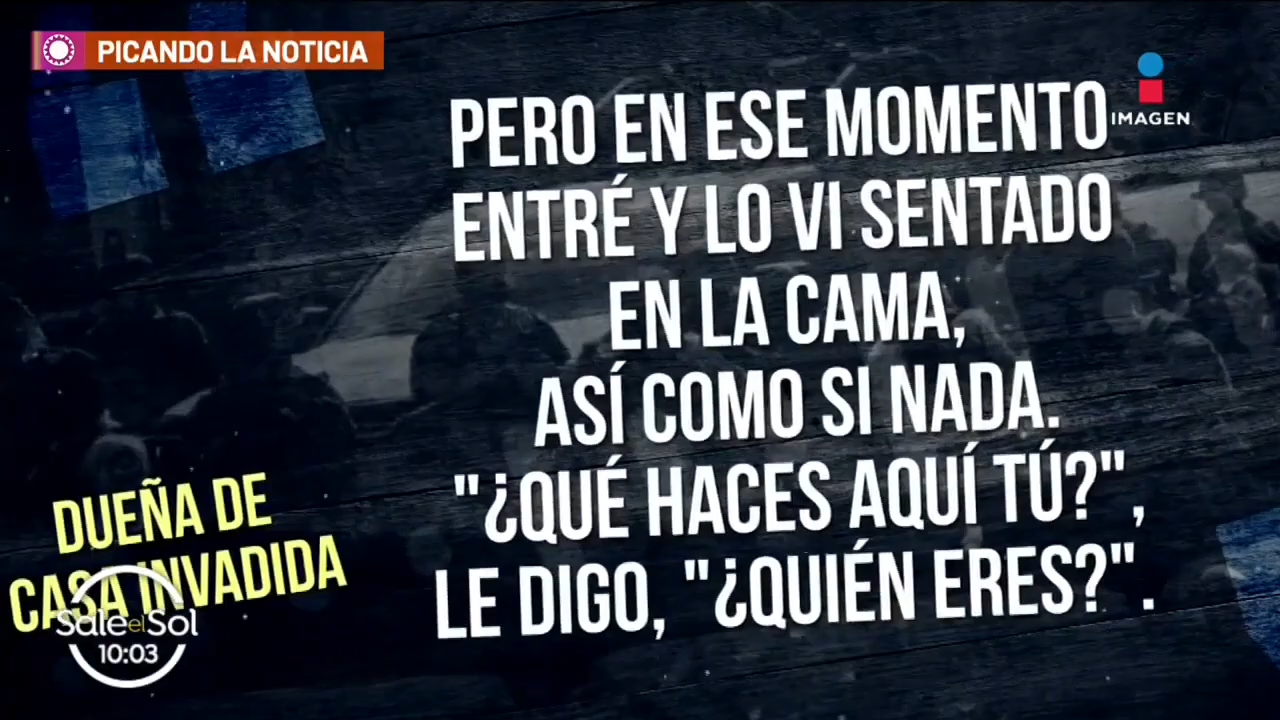 PICANDO LA NOTICIA
IMAGEN
PERO EN ESE MOMENTO
ENTRÉ Y LO VI SENTADO
EN LA CAMA,
ASÍ COMO SI NADA.
"¿QUÉ HACES AQUÍ TÚ?",
LE DIGO, "¿QUIÉN ERES?".
DUEÑA DE
CASA INVADIDA
Sale el Sol
10:03